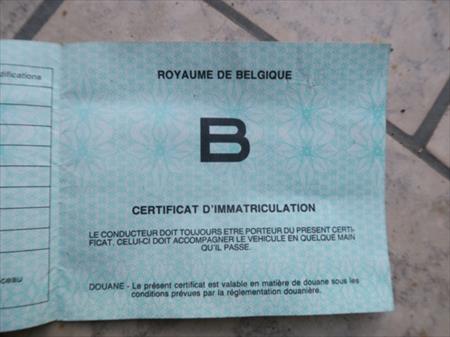 difications
ROYAUME DE BELGIQUE
B
CERTIFICAT D'IMMATRICULATION
LE CONDUCTEUR DOIT TOUJOURS ETRE PORTEUR DU PRESENT CERTI-
FICAT. CELUI-CI DOIT ACCOMPAGNER LE VEHICULE EN QUELQUE MAIN
QU'IL PASSE.
DOUANE - Le présent certificat est valable en matière de douane sous les
conditions prévues par la réglementation douanière.
ceau